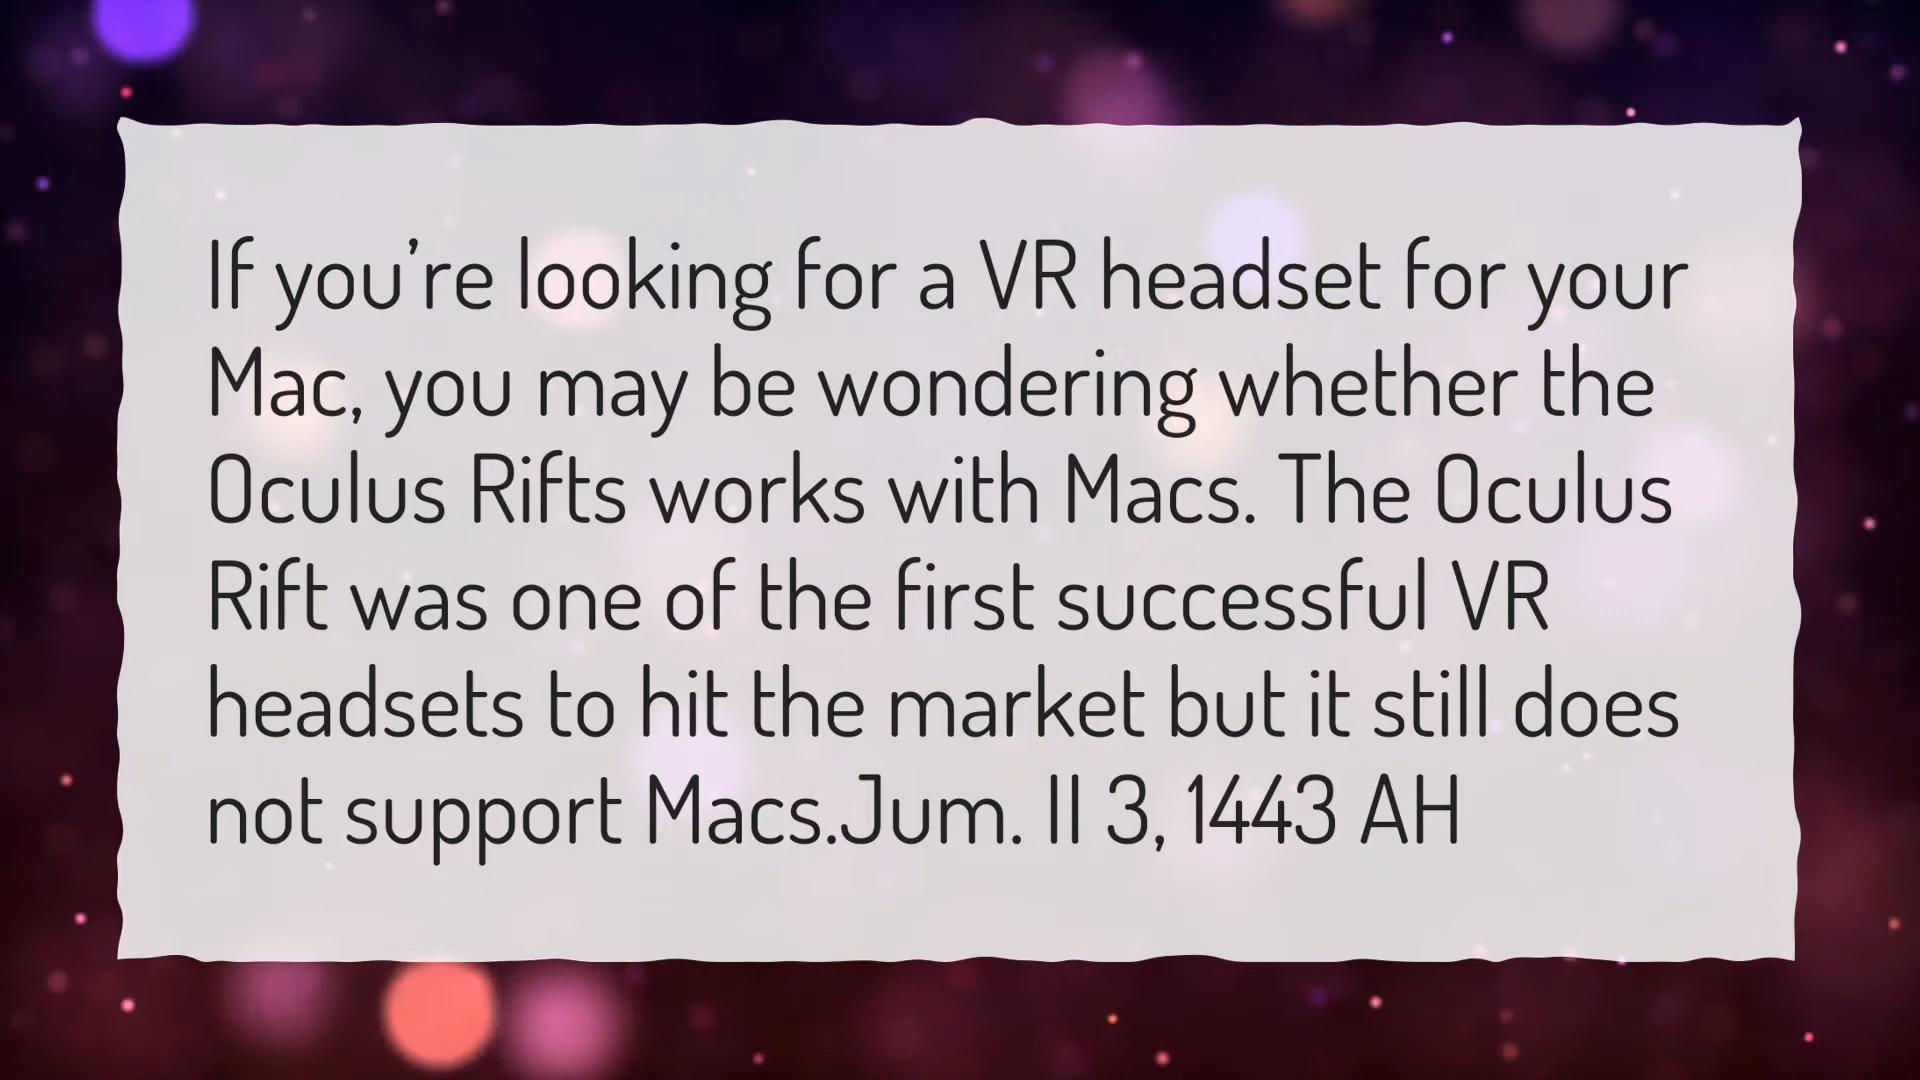 If you’re looking for a VR headset for your
Mac, you may be wondering whether the
Oculus Rifts works with Macs. The Oculus
Rift was one of the first successful VR
headsets to hit the market but it still does
not support Macs.Jum. II 3, 1443 AH